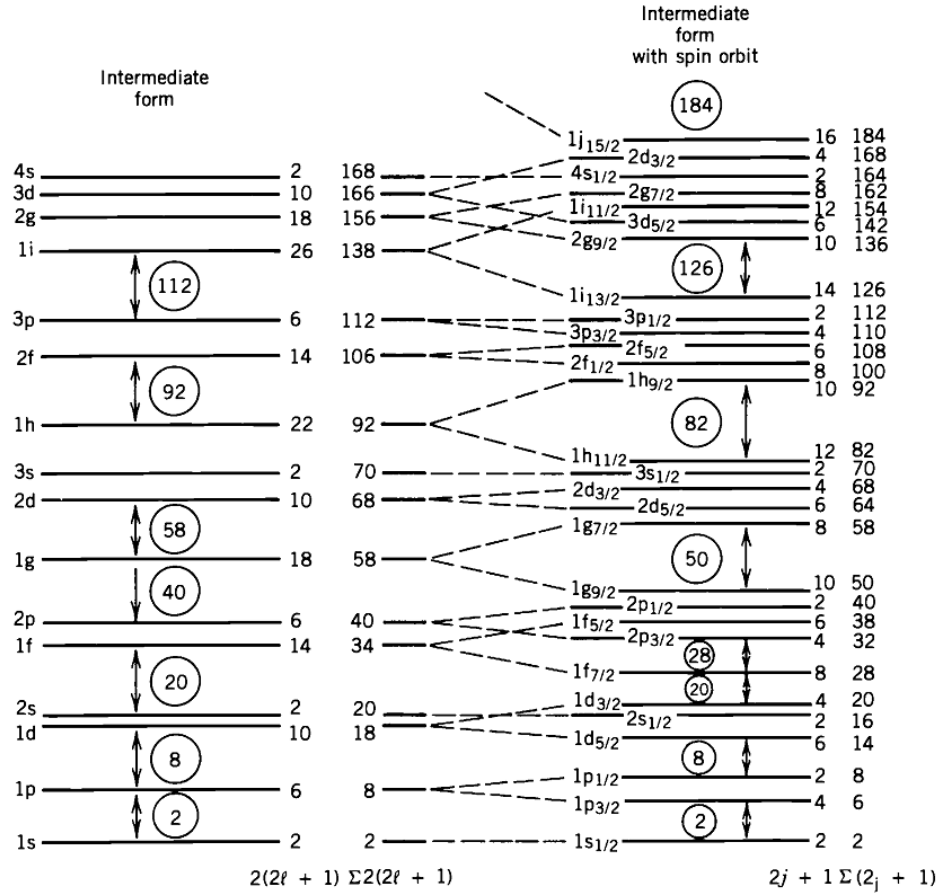 Intermediate
form
4s 2 168
3d 10 166
2g 18 156
1i 26 138
112
3p 6 112
2f 14 106
92
1h 22 92
3s 2 70
2d 10 68
58
1g 18 58
40
2p 6 40
1f 14 34
20
2s 2 20
1d 10 18
8
1p 6 8
2
1s 2 2
2(2ℓ + 1) Σ2(2ℓ + 1)
Intermediate
form
with spin orbit
184
1j15/2 16 184
2d3/2 4 168
4s1/2 2 164
2g7/2 8 162
1i11/2 12 154
3d5/2 6 142
2g9/2 10 136
126
1i13/2 14 126
3p1/2 2 112
3p3/2 4 110
2f5/2 6 108
2f1/2 8 100
1h9/2 10 92
82
1h11/2 12 82
3s1/2 2 70
2d3/2 4 68
2d5/2 6 64
1g7/2 8 58
50
1g9/2 10 50
2p1/2 2 40
1f5/2 6 38
2p3/2 4 32
28
1f7/2 8 28
20
1d3/2 4 20
2s1/2 2 16
1d5/2 6 14
8
1p1/2 2 8
1p3/2 4 6
2
1s1/2 2 2
2j + 1 Σ (2j + 1)